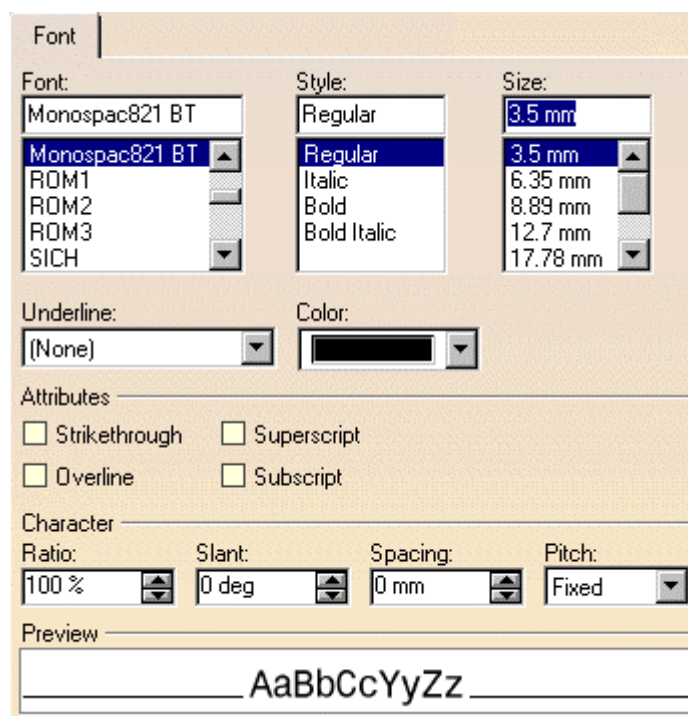 Font
Font: Style: Size:
Monospac821 BT Regular 3.5 mm
Monospac821 BT Regular 3.5 mm
ROM1 Italic 6.35 mm
ROM2 Bold 8.89 mm
ROM3 Bold Italic 12.7 mm
SICH 17.78 mm
Underline: Color:
(None)
Attributes
Strikethrough Superscript
Overline Subscript
Character
Ratio: Slant: Spacing: Pitch:
100 % 0 deg 0 mm Fixed
Preview
AaBbCcYyZz